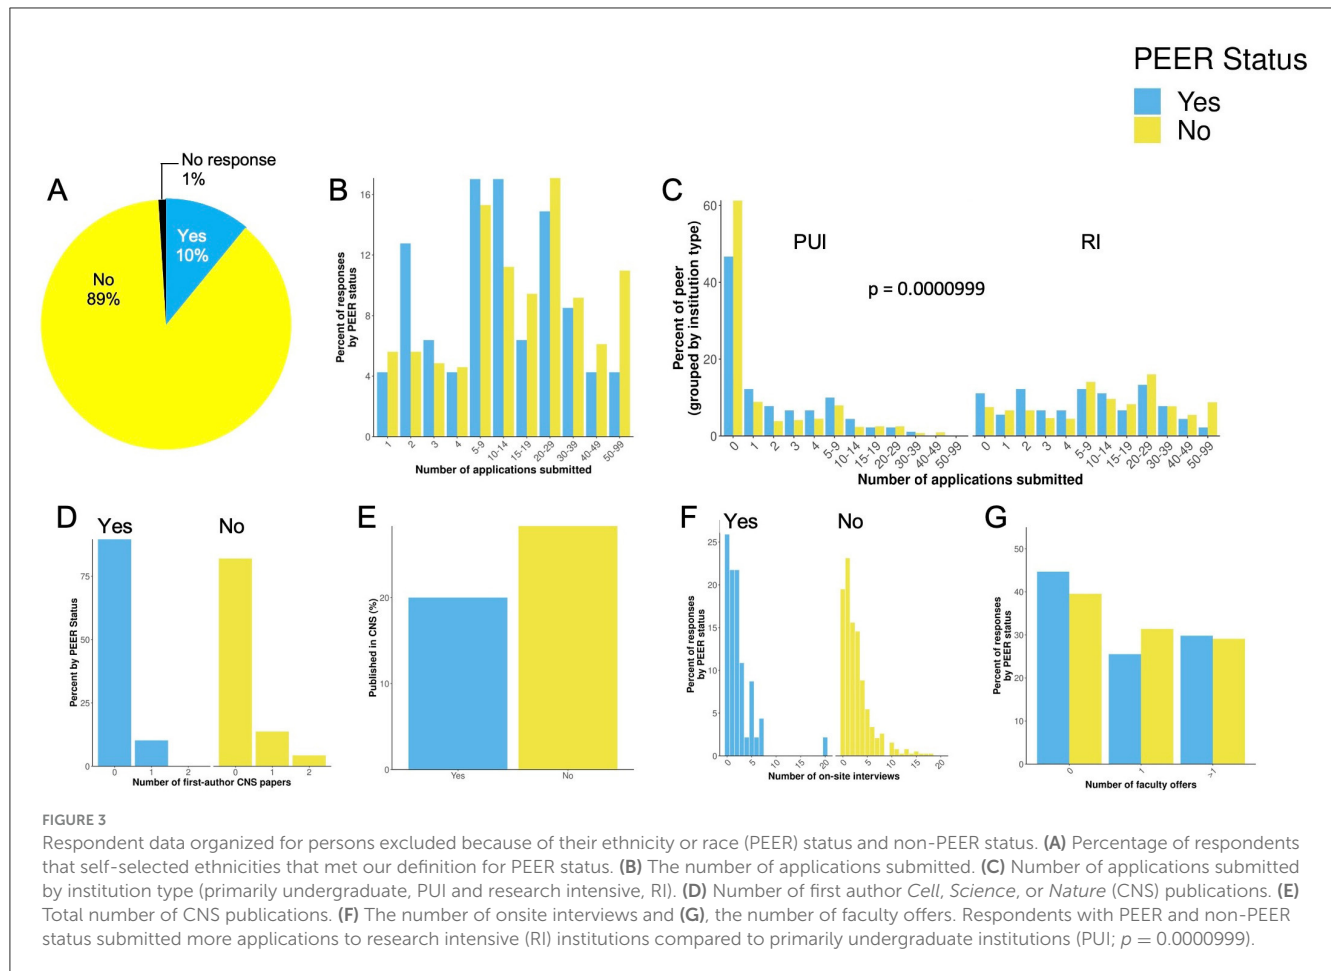 PEER Status
Yes
No
A
No response
1%
Yes
10%
No
89%
B
Percent of responses
by PEER status
16
12
8
4
0
1
2
3
4
5-9
10-14
15-19
20-29
30-39
40-49
50-99
Number of applications submitted
C
Percent of peer
(grouped by institution type)
60
40
20
0
PUI
RI
p = 0.0000999
0
1
2
3
4
5-9
10-14
15-19
20-29
30-39
40-49
50-99
0
1
2
3
4
5-9
10-14
15-19
20-29
30-39
40-49
50-99
Number of applications submitted
D
Yes
No
Percent by PEER Status
75
50
25
0
0
1
2
0
1
2
Number of first-author CNS papers
E
Published in CNS (%)
20
10
0
Yes
No
F
Yes
No
Percent of responses
by PEER status
25
20
15
10
5
0
0
5
10
15
20
0
5
10
15
20
Number of on-site interviews
G
Percent of responses
by PEER status
50
40
30
20
10
0
0
1
>1
Number of faculty offers
FIGURE 3
Respondent data organized for persons excluded because of their ethnicity or race (PEER) status and non-PEER status. (A) Percentage of respondents
that self-selected ethnicities that met our definition for PEER status. (B) The number of applications submitted. (C) Number of applications submitted
by institution type (primarily undergraduate, PUI and research intensive, RI). (D) Number of first author Cell, Science, or Nature (CNS) publications. (E)
Total number of CNS publications. (F) The number of onsite interviews and (G), the number of faculty offers. Respondents with PEER and non-PEER
status submitted more applications to research intensive (RI) institutions compared to primarily undergraduate institutions (PUI; p = 0.0000999).